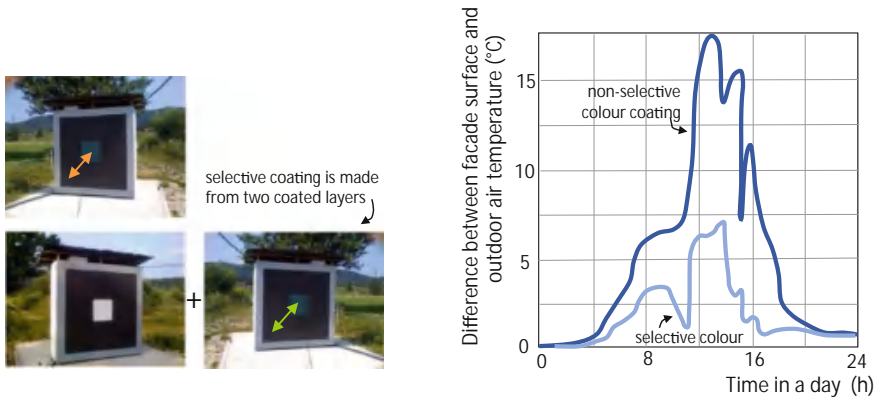 selective coating is made
from two coated layers
+
Difference between facade surface and
outdoor air temperature (°C)
15
10
5
0
non-selective
colour coating
selective colour
0 8 16 24
Time in a day (h)